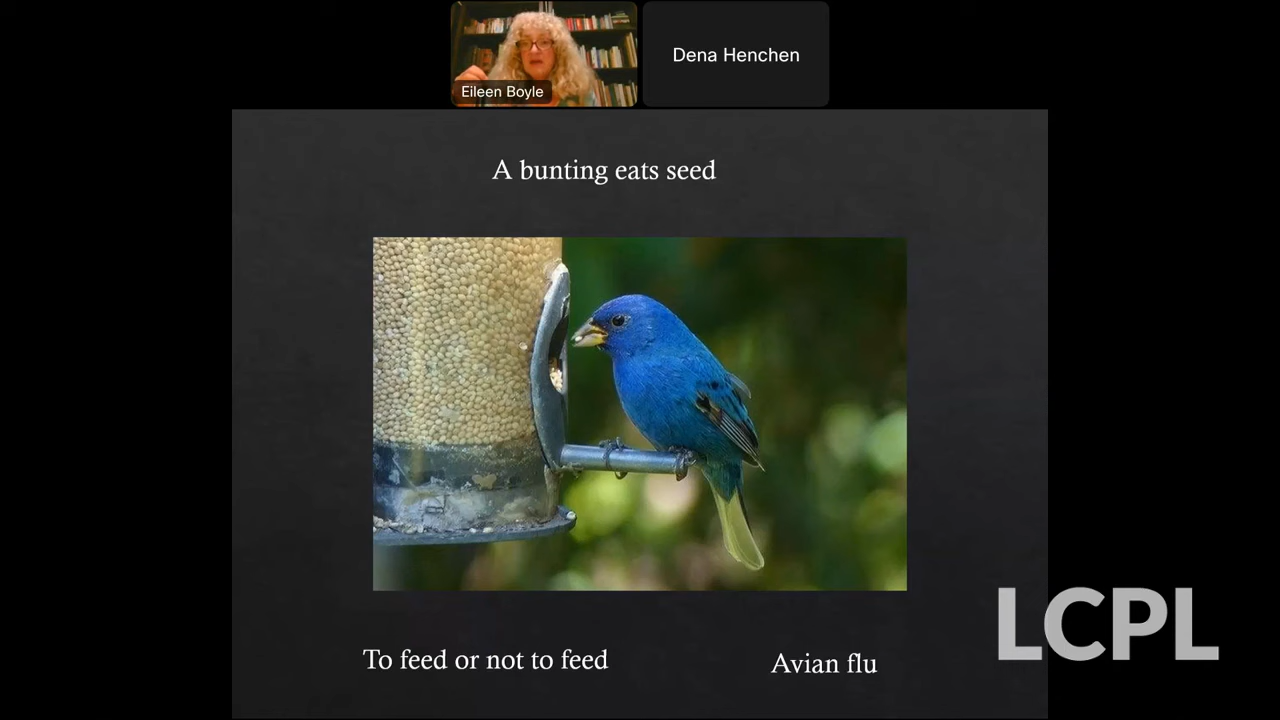 Eileen Boyle
Dena Henchen
A bunting eats seed
To feed or not to feed
Avian flu
LCPL